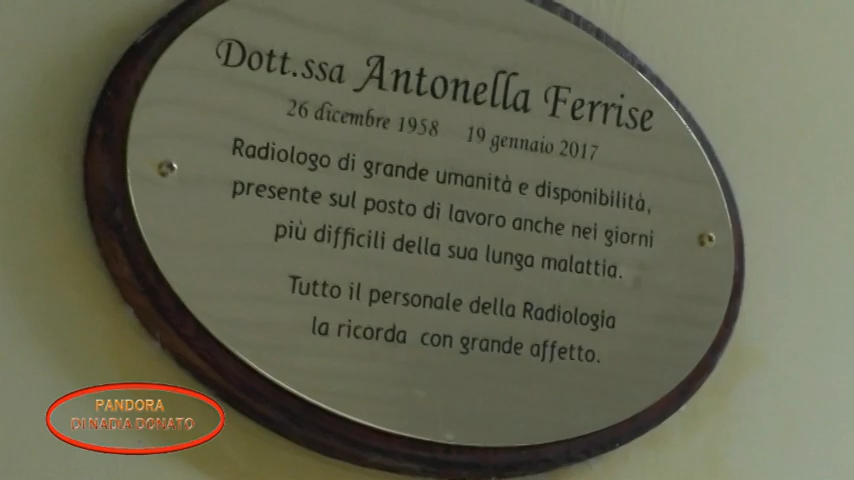 Dott.ssa Antonella Ferrise
26 dicembre 1958 19 gennaio 2017
Radiologo di grande umanità e disponibilità,
presente sul posto di lavoro anche nei giorni
più difficili della sua lunga malattia.
Tutto il personale della Radiologia
la ricorda con grande affetto.
PANDORA
DI NADIA DONATO